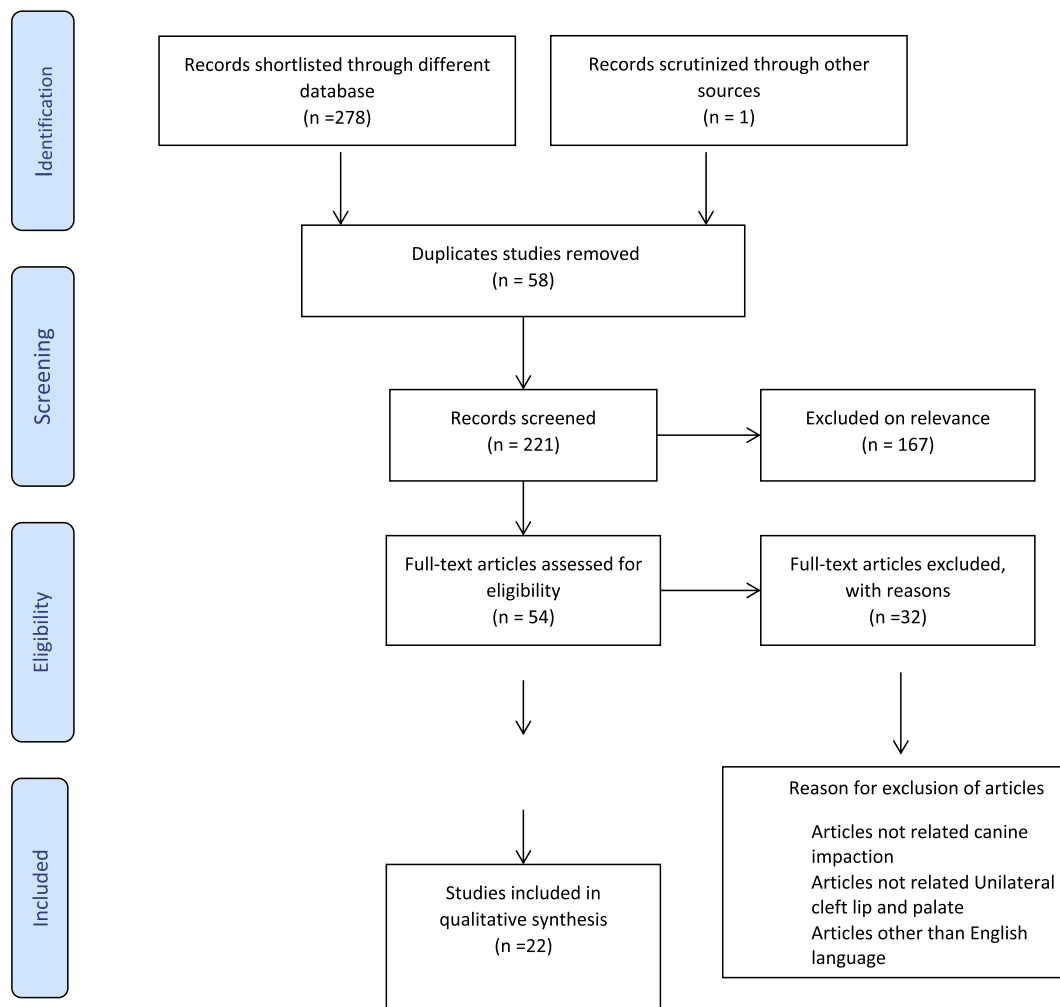 Identification
Records shortlisted through different
database
(n =278)
Records scrutinized through other
sources
(n = 1)
Duplicates studies removed
(n = 58)
Screening
Records screened
(n = 221)
Excluded on relevance
(n = 167)
Eligibility
Full-text articles assessed for
eligibility
(n = 54)
Full-text articles excluded,
with reasons
(n =32)
Included
Studies included in
qualitative synthesis
(n =22)
Reason for exclusion of articles
Articles not related canine
impaction
Articles not related Unilateral
cleft lip and palate
Articles other than English
language